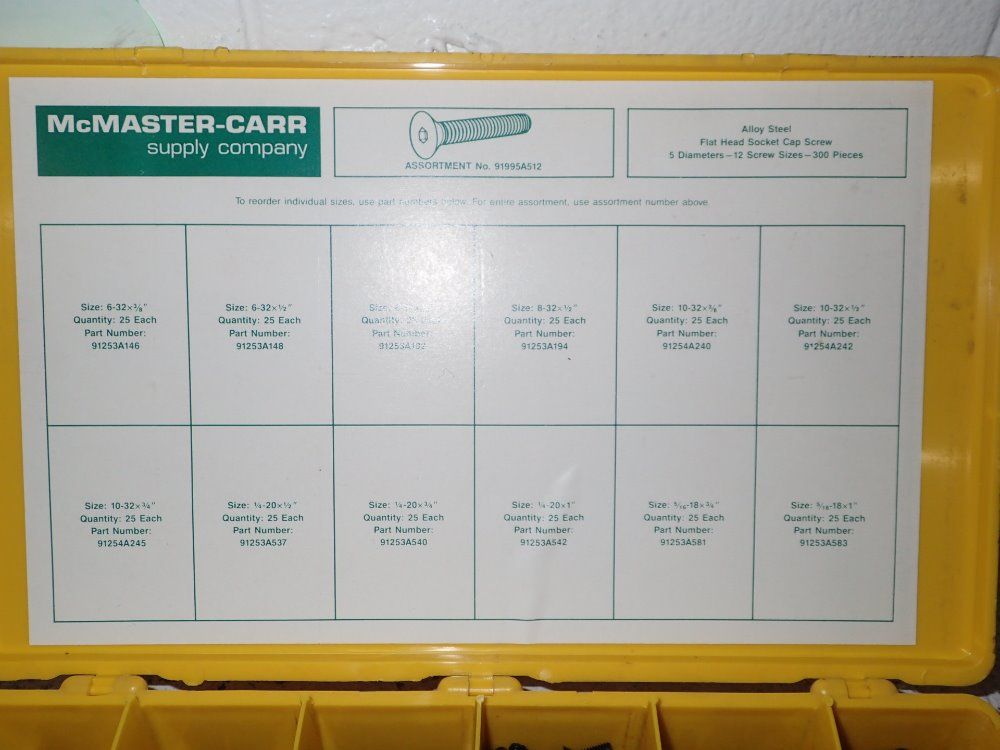 McMASTER-CARR
supply company
ASSORTMENT No. 91995A512
Alloy Steel
Flat Head Socket Cap Screw
5 Diameters—12 Screw Sizes—300 Pieces
To reorder individual sizes, use part numbers below. For entire assortment, use assortment number above.
Size: 6-32×⅜"
Quantity: 25 Each
Part Number:
91253A146
Size: 6-32×½"
Quantity: 25 Each
Part Number:
91253A148
Size:
Quantity: 25 Each
Part Number:
Size: 8-32×½"
Quantity: 25 Each
Part Number:
91253A194
Size: 10-32×⅜"
Quantity: 25 Each
Part Number:
91254A240
Size: 10-32×½"
Quantity: 25 Each
Part Number:
91254A242
Size: 10-32×¾"
Quantity: 25 Each
Part Number:
91254A245
Size: ¼-20×½"
Quantity: 25 Each
Part Number:
91253A537
Size: ¼-20×¾"
Quantity: 25 Each
Part Number:
91253A540
Size: ¼-20×1"
Quantity: 25 Each
Part Number:
91253A542
Size: 5/16-18×¾"
Quantity: 25 Each
Part Number:
91253A581
Size: 5/16-18×1"
Quantity: 25 Each
Part Number:
91253A583